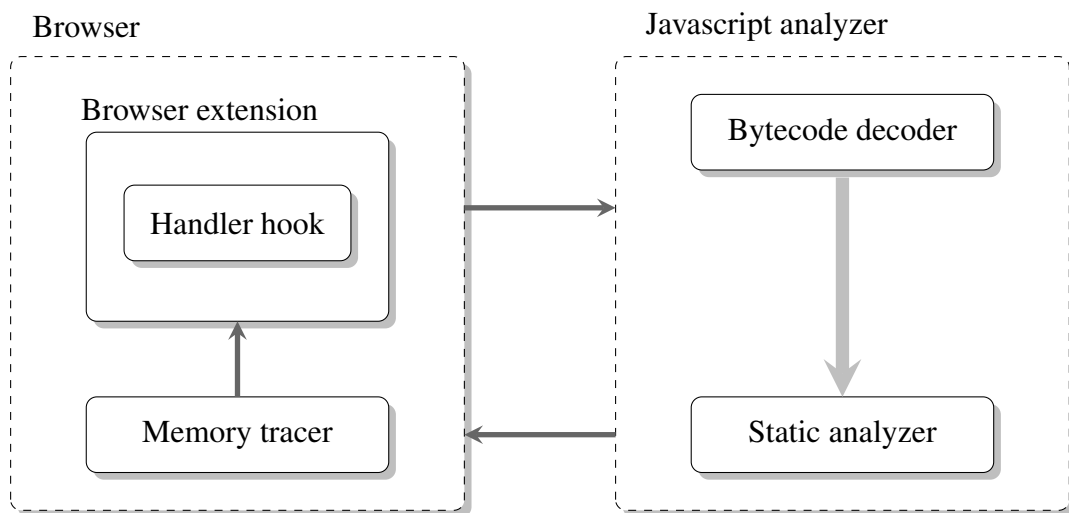 Browser
Browser extension
Handler hook
Memory tracer
Javascript analyzer
Bytecode decoder
Static analyzer